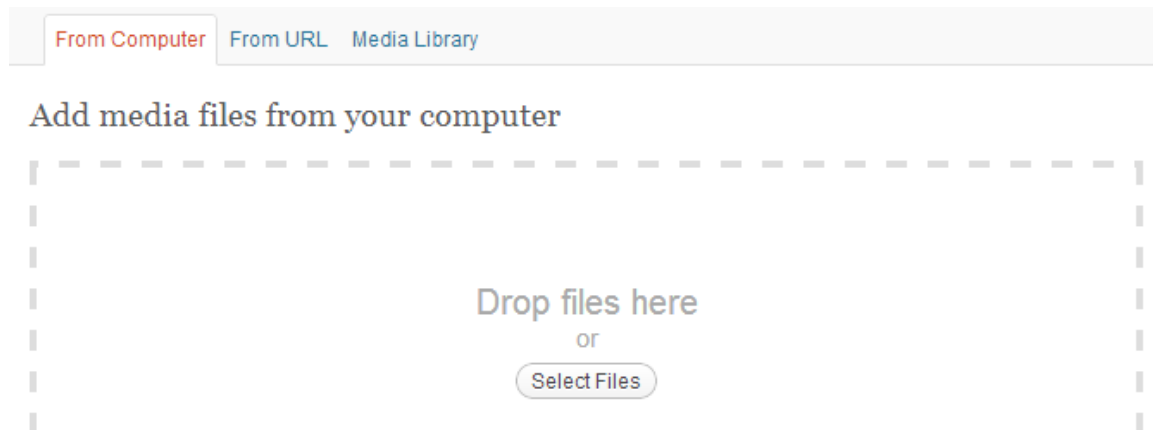 From Computer From URL Media Library
Add media files from your computer
Drop files here
or
Select Files